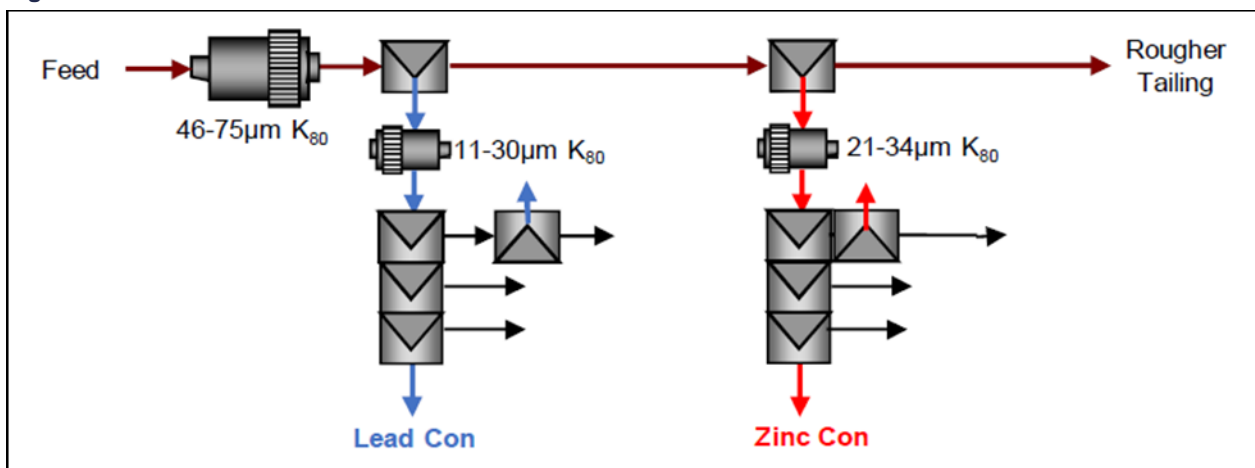 Feed
46-75µm K80
11-30µm K80
21-34µm K80
Rougher
Tailing
Lead Con
Zinc Con